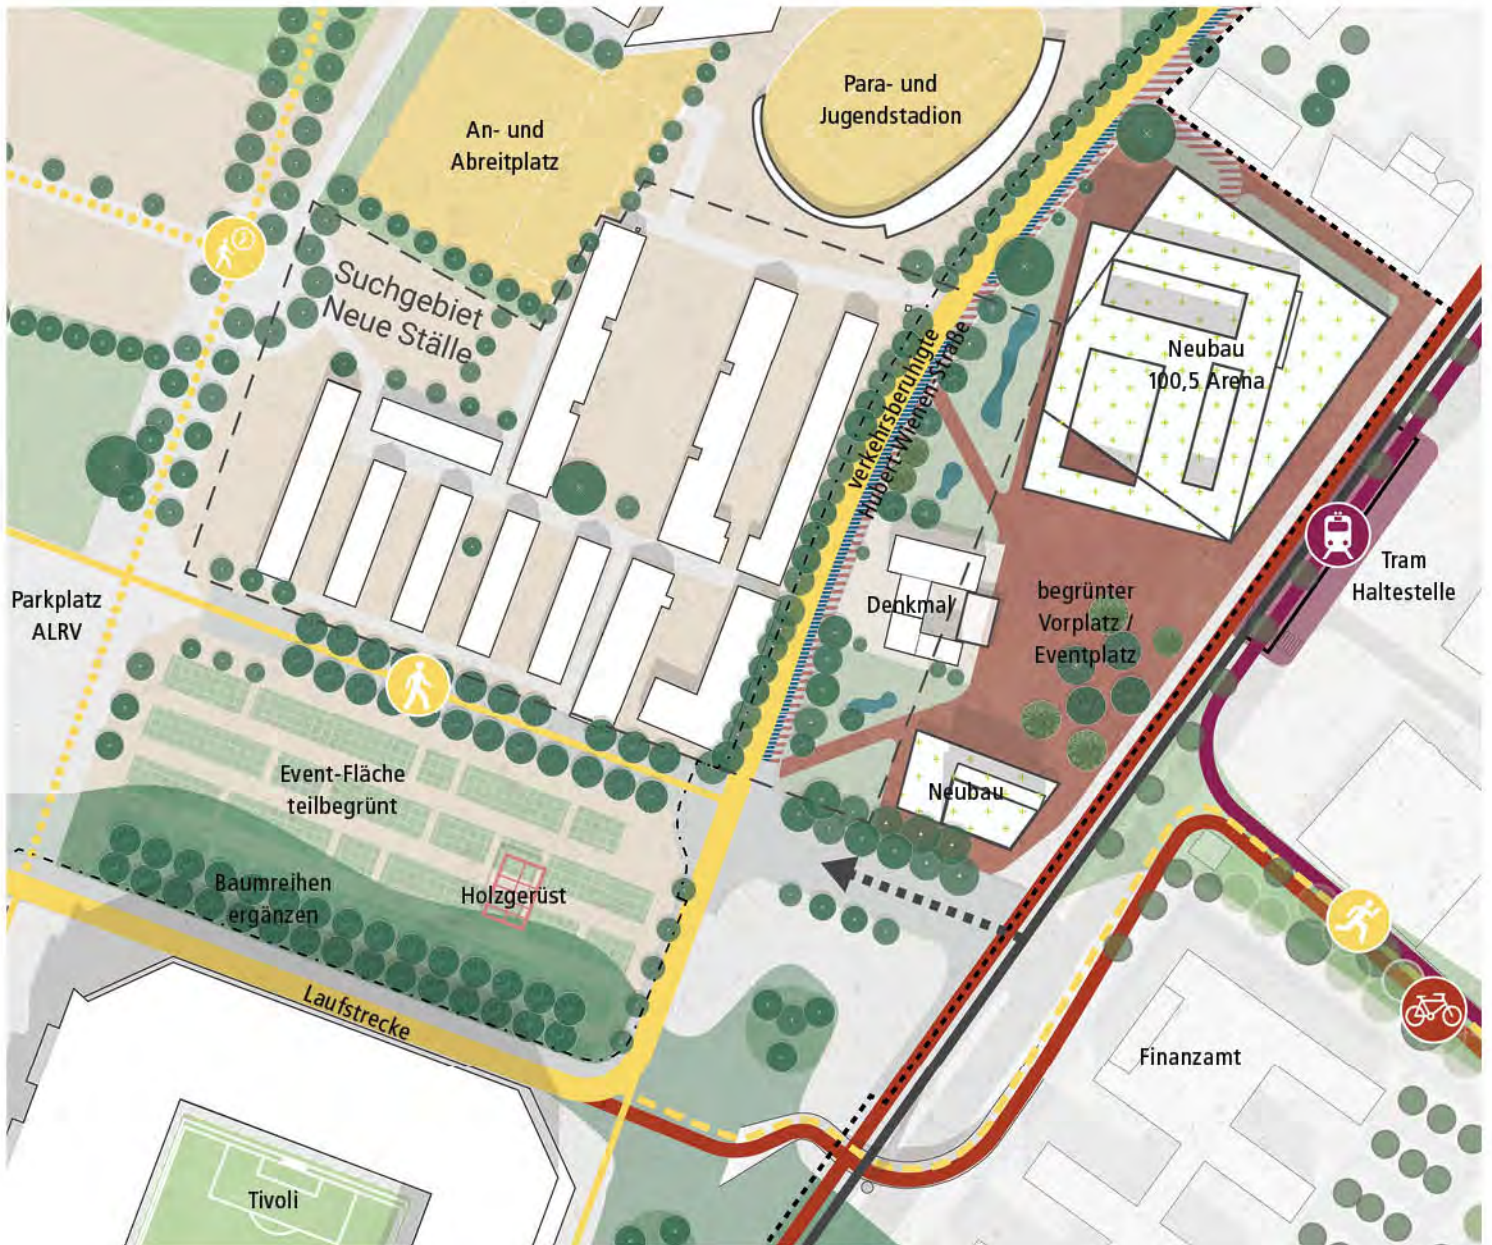 An- und
Abreitplatz
Para- und
Jugendstadion
Suchgebiet
Neue Ställe
Neubau
100,5 Arena
verkehrsberuhigte
Hubert-Wienen-Straße
Tram
Haltestelle
Parkplatz
ALRV
Denkmal
begrünter
Vorplatz /
Eventplatz
Event-Fläche
teilbegrünt
Neubau
Baumreihen
ergänzen
Holzgerüst
Laufstrecke
Finanzamt
Tivoli